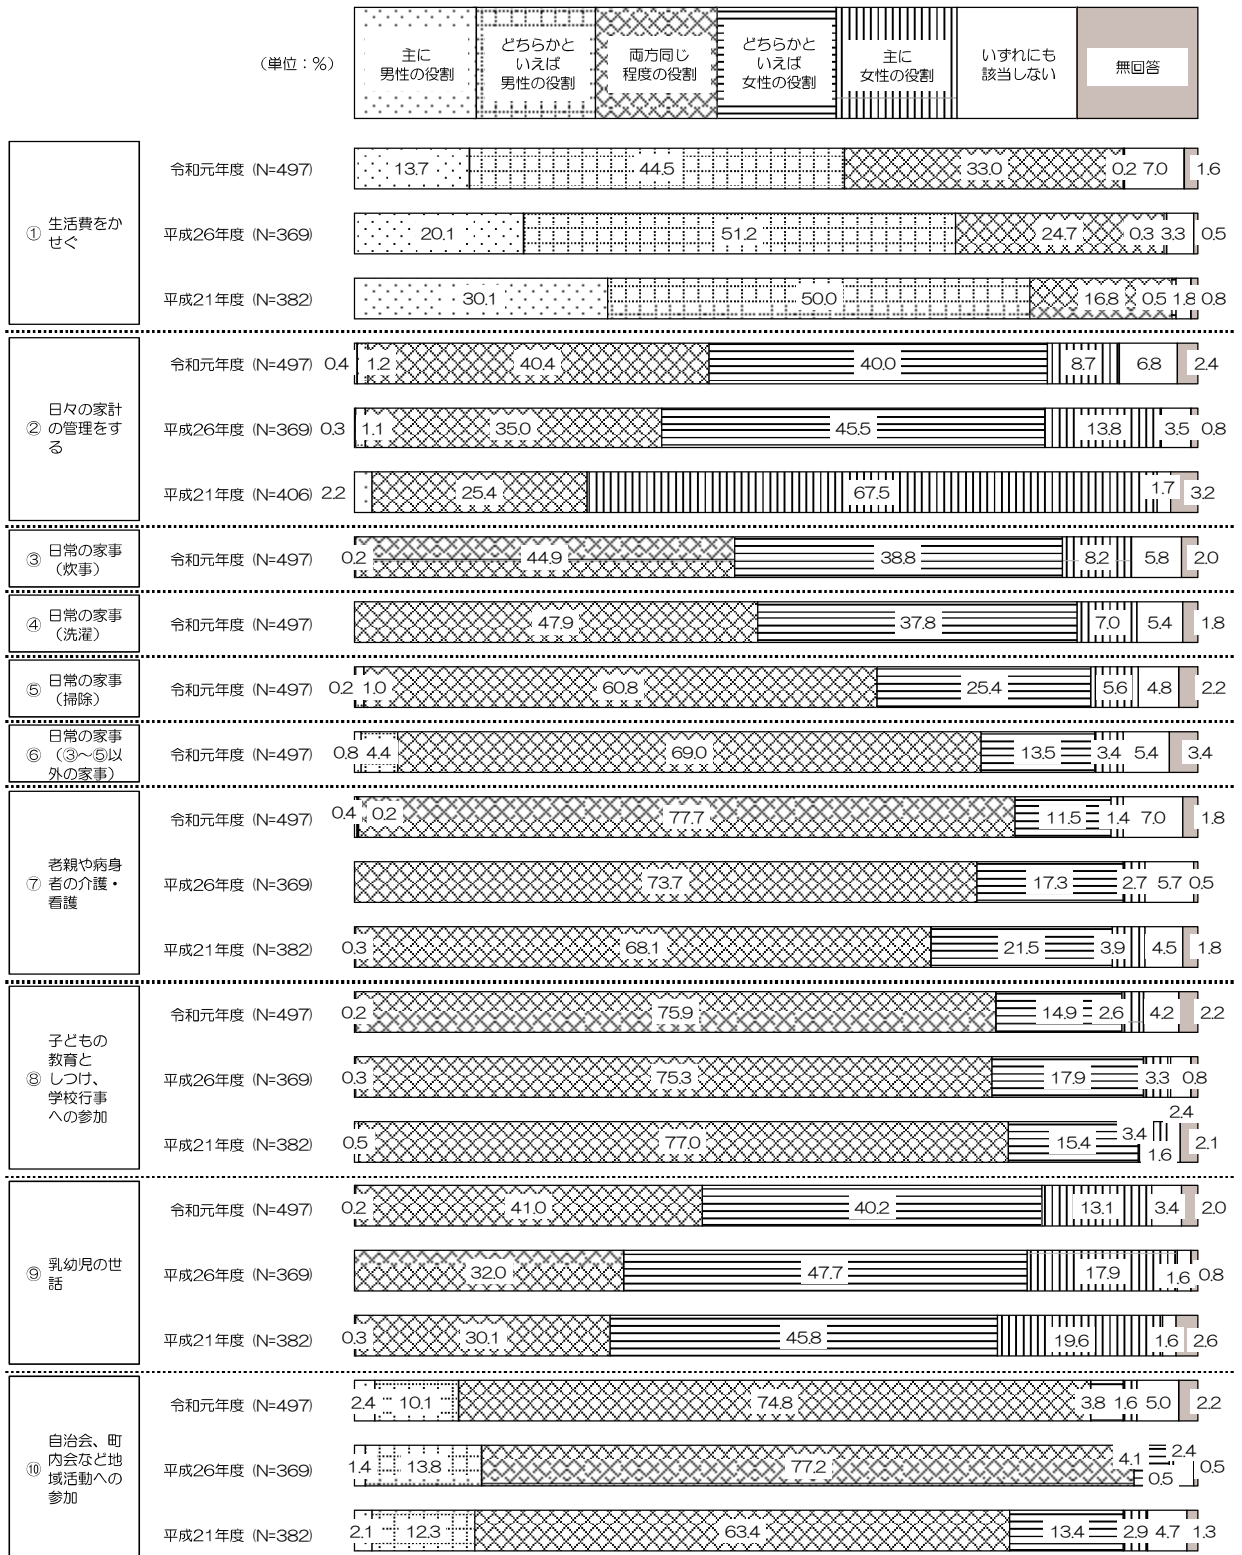 (単位：%)
主に
男性の役割
どちらかと
いえば
男性の役割
両方同じ
程度の役割
どちらかと
いえば
女性の役割
主に
女性の役割
いずれにも
該当しない
無回答
① 生活費をか
せぐ
令和元年度 (N=497) 13.7 44.5 33.0 0.2 7.0 1.6
平成26年度 (N=369) 20.1 51.2 24.7 0.3 3.3 0.5
平成21年度 (N=382) 30.1 50.0 16.8 0.5 1.8 0.8
② 日々の家計
の管理をす
る
令和元年度 (N=497) 0.4 1.2 40.4 40.0 8.7 6.8 2.4
平成26年度 (N=369) 0.3 1.1 35.0 45.5 13.8 3.5 0.8
平成21年度 (N=406) 2.2 25.4 67.5 1.7 3.2
③ 日常の家事
（炊事）
令和元年度 (N=497) 0.2 44.9 38.8 8.2 5.8 2.0
④ 日常の家事
（洗濯）
令和元年度 (N=497) 47.9 37.8 7.0 5.4 1.8
⑤ 日常の家事
（掃除）
令和元年度 (N=497) 0.2 1.0 60.8 25.4 5.6 4.8 2.2
⑥ 日常の家事
（③～⑤以
外の家事）
令和元年度 (N=497) 0.8 4.4 69.0 13.5 3.4 5.4 3.4
⑦ 老親や病身
者の介護・
看護
令和元年度 (N=497) 0.4 0.2 77.7 11.5 1.4 7.0 1.8
平成26年度 (N=369) 73.7 17.3 2.7 5.7 0.5
平成21年度 (N=382) 0.3 68.1 21.5 3.9 4.5 1.8
⑧ 子どもの
教育と
しつけ、
学校行事
への参加
令和元年度 (N=497) 0.2 75.9 14.9 2.6 4.2 2.2
平成26年度 (N=369) 0.3 75.3 17.9 3.3 0.8
2.4
平成21年度 (N=382) 0.5 77.0 15.4 3.4 1.6 2.1
⑨ 乳幼児の世
話
令和元年度 (N=497) 0.2 41.0 40.2 13.1 3.4 2.0
平成26年度 (N=369) 32.0 47.7 17.9 1.6 0.8
平成21年度 (N=382) 0.3 30.1 45.8 19.6 1.6 2.6
⑩ 自治会、町
内会など地
域活動への
参加
令和元年度 (N=497) 2.4 10.1 74.8 3.8 1.6 5.0 2.2
平成26年度 (N=369) 1.4 13.8 77.2 4.1 0.5 2.4 0.5
平成21年度 (N=382) 2.1 12.3 63.4 13.4 2.9 4.7 1.3